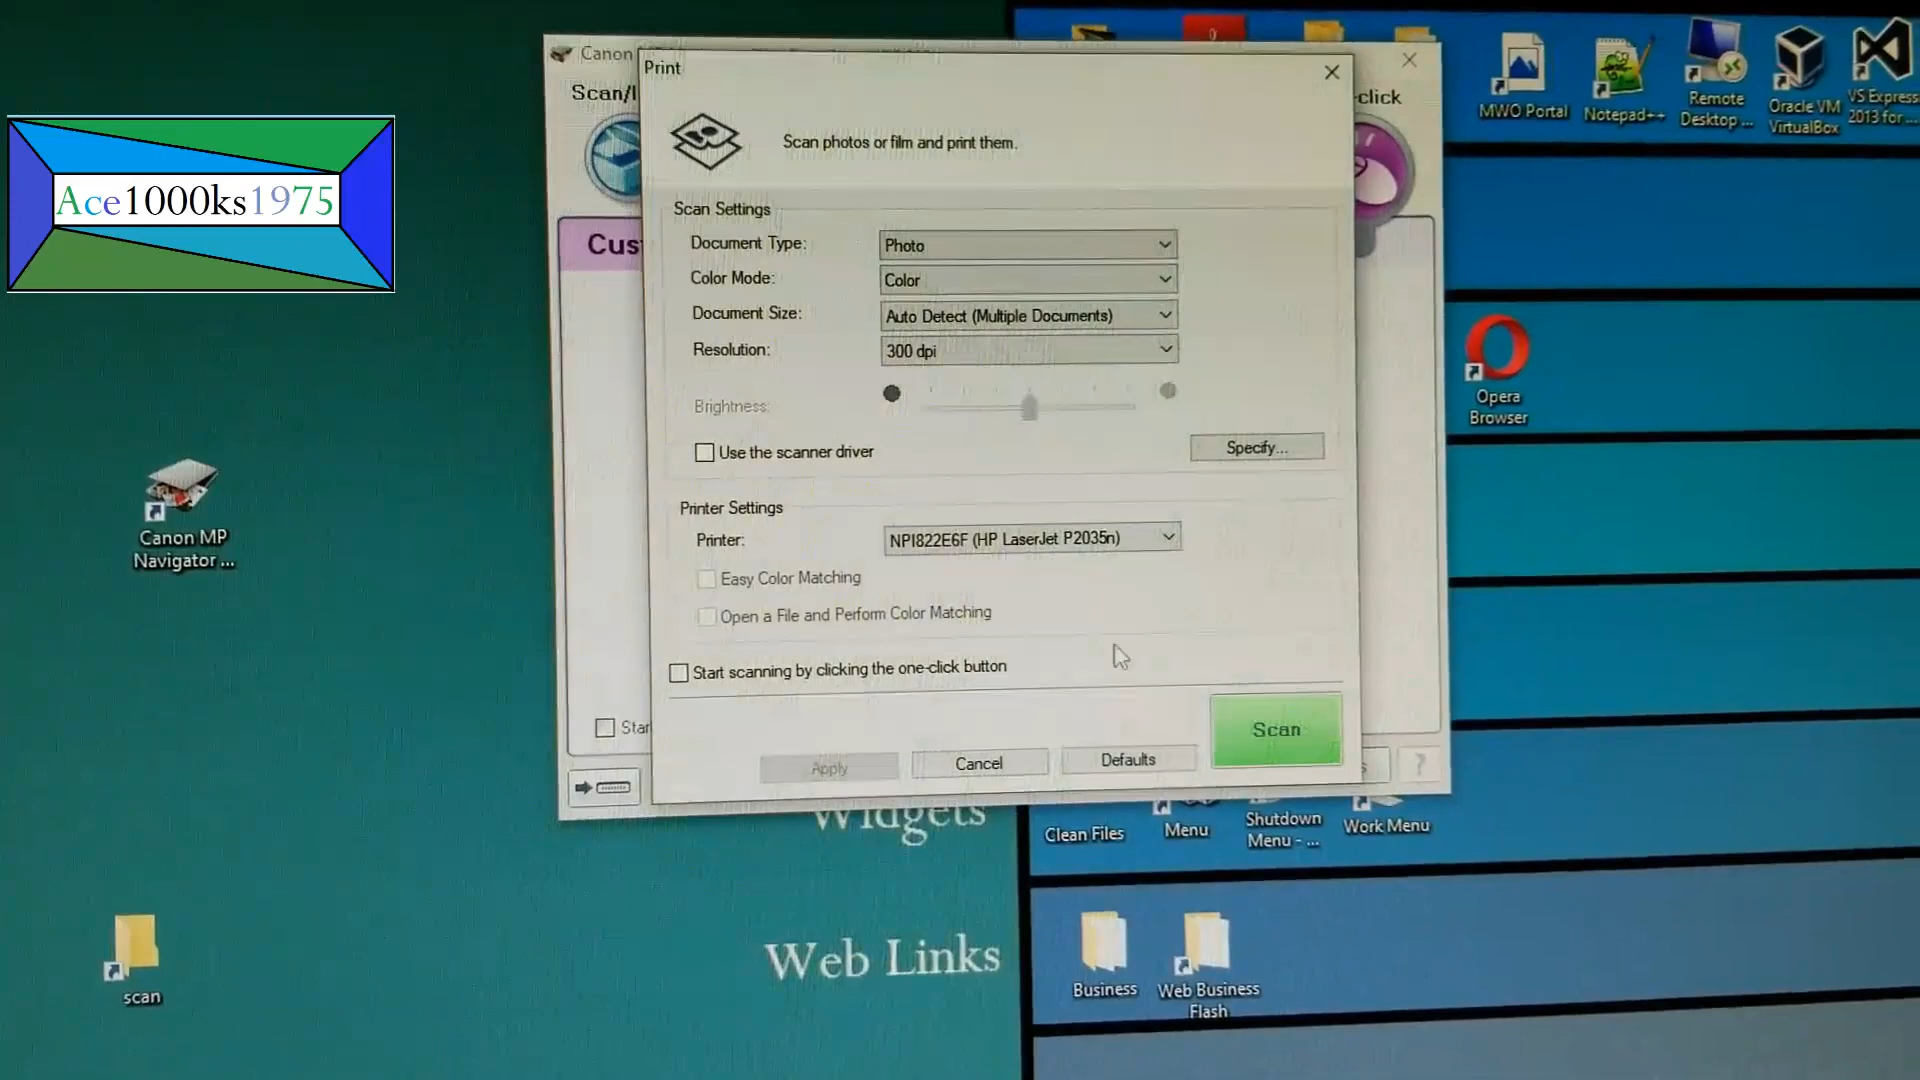 Ace1000ks1975
Canon MP
Navigator ...
scan
Canon
Scan/I
Cust
Star
-click
Print
Scan photos or film and print them.
Scan Settings
Document Type:
Photo
Color Mode:
Color
Document Size:
Auto Detect (Multiple Documents)
Resolution:
300 dpi
Brightness:
Use the scanner driver
Specify...
Printer Settings
Printer:
NPI822E6F (HP LaserJet P2035n)
Easy Color Matching
Open a File and Perform Color Matching
Start scanning by clicking the one-click button
Scan
Apply
Cancel
Defaults
s
?
MWO Portal
Notepad++
Remote
Desktop ...
Oracle VM
VirtualBox
VS Express
2013 for ...
Opera
Browser
Widgets
Clean Files
Menu
Shutdown
Menu - ...
Work Menu
Web Links
Business
Web Business
Flash